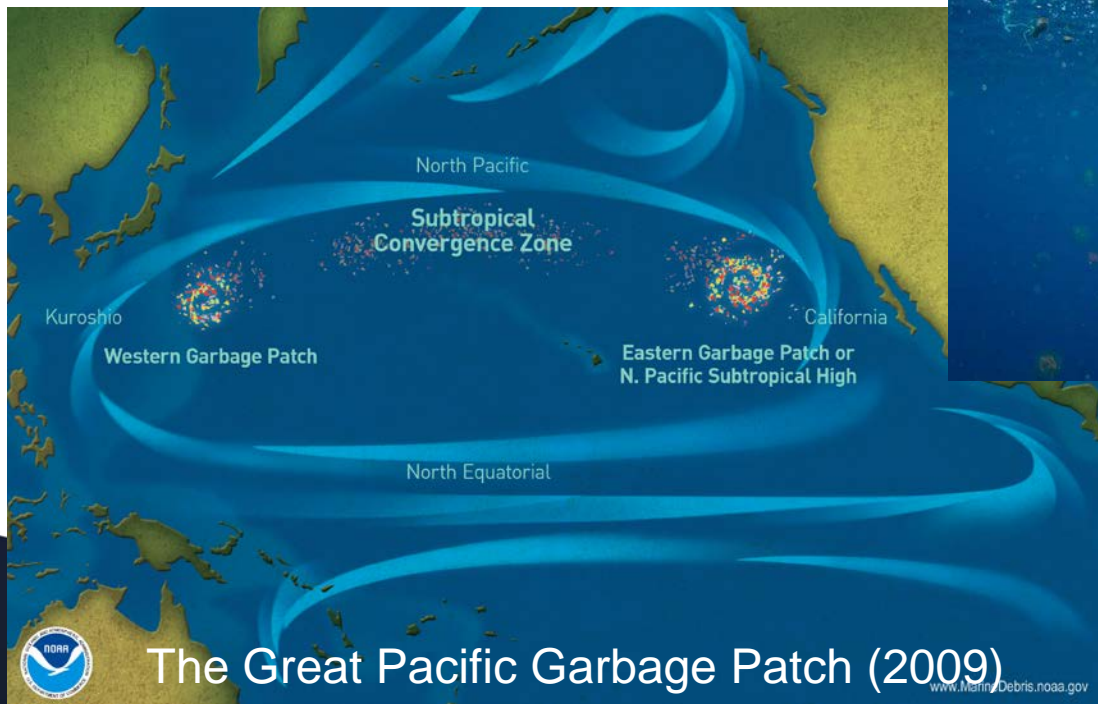 North Pacific
Subtropical
Convergence Zone
Kuroshio
California
Western Garbage Patch
Eastern Garbage Patch or
N. Pacific Subtropical High
North Equatorial
NOAA
The Great Pacific Garbage Patch (2009)
www.MarineDebris.noaa.gov